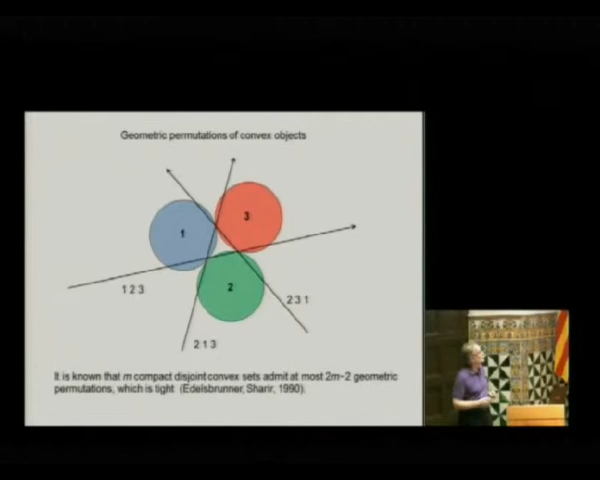 Geometric permutations of convex objects
3
1
2
1 2 3
2 3 1
2 1 3
It is known that m compact disjoint convex sets admit at most 2m−2 geometric
permutations, which is tight (Edelsbrunner, Sharir, 1990).